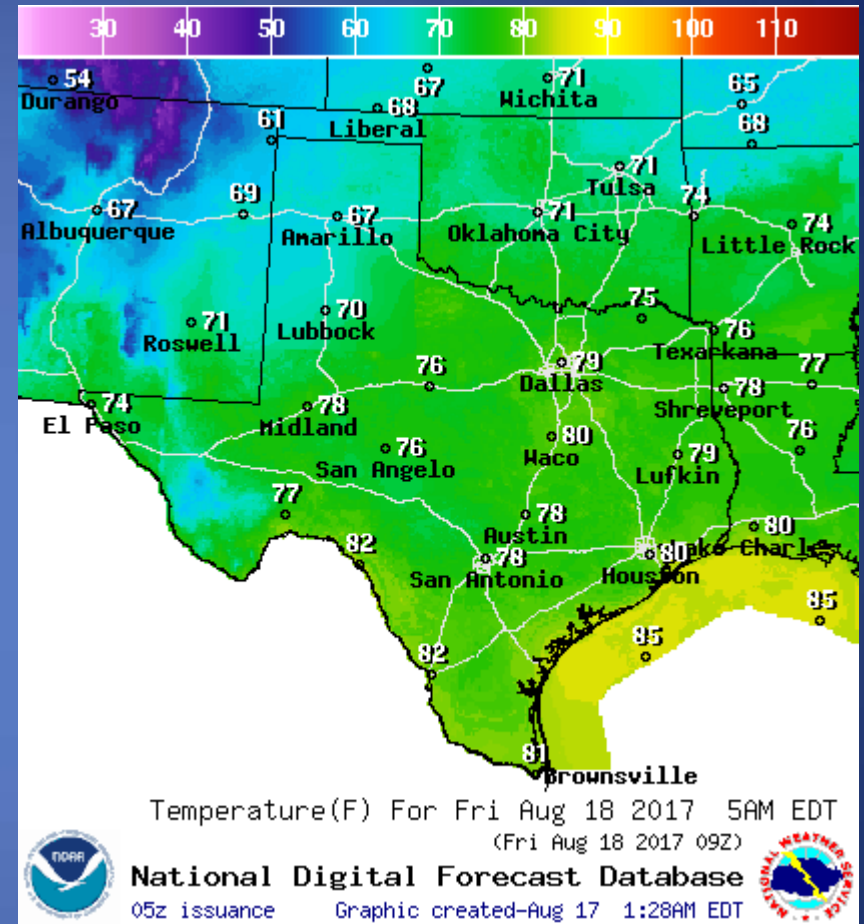 30 40 50 60 70 80 90 100 110
54
Durango
67
71
Wichita
65
68
Liberal
61
68
71
Tulsa
67
Albuquerque
69
67
Amarillo
71
Oklahoma City
74
74
Little Rock
71
Roswell
70
Lubbock
75
76
Texarkana
79
Dallas
76
77
78
Shreveport
74
El Paso
78
Midland
76
San Angelo
80
Waco
79
Lufkin
76
77
78
Austin
80
Lake Charles
82
78
San Antonio
80
Houston
85
85
82
81
Brownsville
Temperature(F) For Fri Aug 18 2017 5AM EDT
(Fri Aug 18 2017 09Z)
NOAA
National Digital Forecast Database
NATIONAL WEATHER SERVICE
05z issuance Graphic created-Aug 17 1:28AM EDT